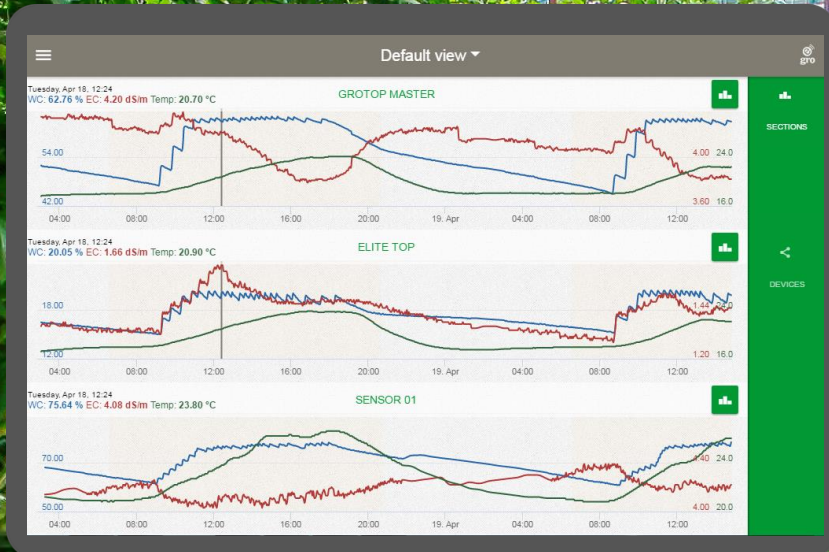 Default view
gro
Tuesday, Apr 18, 12:24
WC: 62.76 % EC: 4.20 dS/m Temp: 20.70 °C
GROTOP MASTER
54.00
4.00 24.0
42.00
3.60 16.0
04:00 08:00 12:00 16:00 20:00 19. Apr 04:00 08:00 12:00
SECTIONS
Tuesday, Apr 18, 12:24
WC: 20.05 % EC: 1.66 dS/m Temp: 20.90 °C
ELITE TOP
18.00
1.44 24.0
12.00
1.20 16.0
04:00 08:00 12:00 16:00 20:00 19. Apr 04:00 08:00 12:00
DEVICES
Tuesday, Apr 18, 12:24
WC: 75.64 % EC: 4.08 dS/m Temp: 23.80 °C
SENSOR 01
70.00
4.40 24.0
50.00
4.00 20.0
04:00 08:00 12:00 16:00 20:00 19. Apr 04:00 08:00 12:00